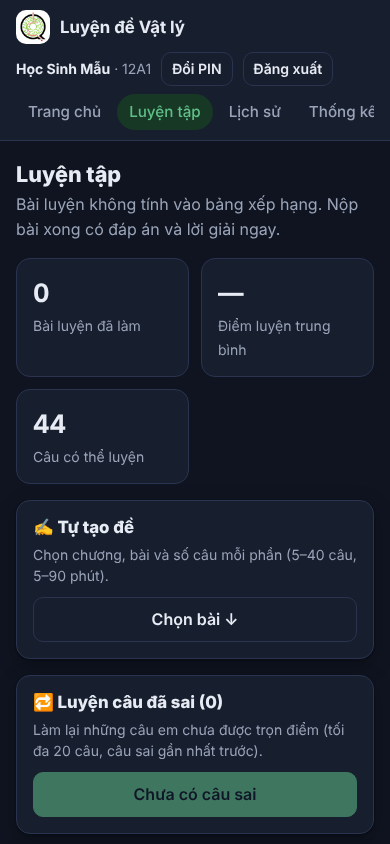 Luyện đề Vật lý
Học Sinh Mẫu · 12A1 Đổi PIN Đăng xuất
Trang chủ Luyện tập Lịch sử Thống kê
Luyện tập
Bài luyện không tính vào bảng xếp hạng. Nộp
bài xong có đáp án và lời giải ngay.
0
Bài luyện đã làm
—
Điểm luyện trung
bình
44
Câu có thể luyện
✍️ Tự tạo đề
Chọn chương, bài và số câu mỗi phần (5–40 câu,
5–90 phút).
Chọn bài ↓
🔁 Luyện câu đã sai (0)
Làm lại những câu em chưa được trọn điểm (tối
đa 20 câu, câu sai gần nhất trước).
Chưa có câu sai